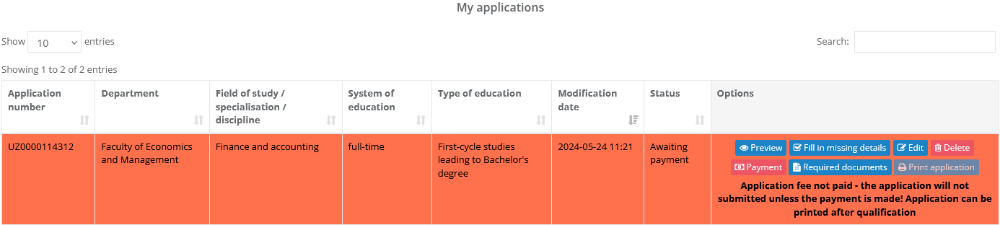 My applications
Show 10 entries
Search:
Showing 1 to 2 of 2 entries
Application number
Department
Field of study / specialisation / discipline
System of education
Type of education
Modification date
Status
Options
UZ0000114312
Faculty of Economics and Management
Finance and accounting
full-time
First-cycle studies leading to Bachelor's degree
2024-05-24 11:21
Awaiting payment
Preview
Fill in missing details
Edit
Delete
Payment
Required documents
Print application
Application fee not paid - the application will not
submitted unless the payment is made! Application can be
printed after qualification